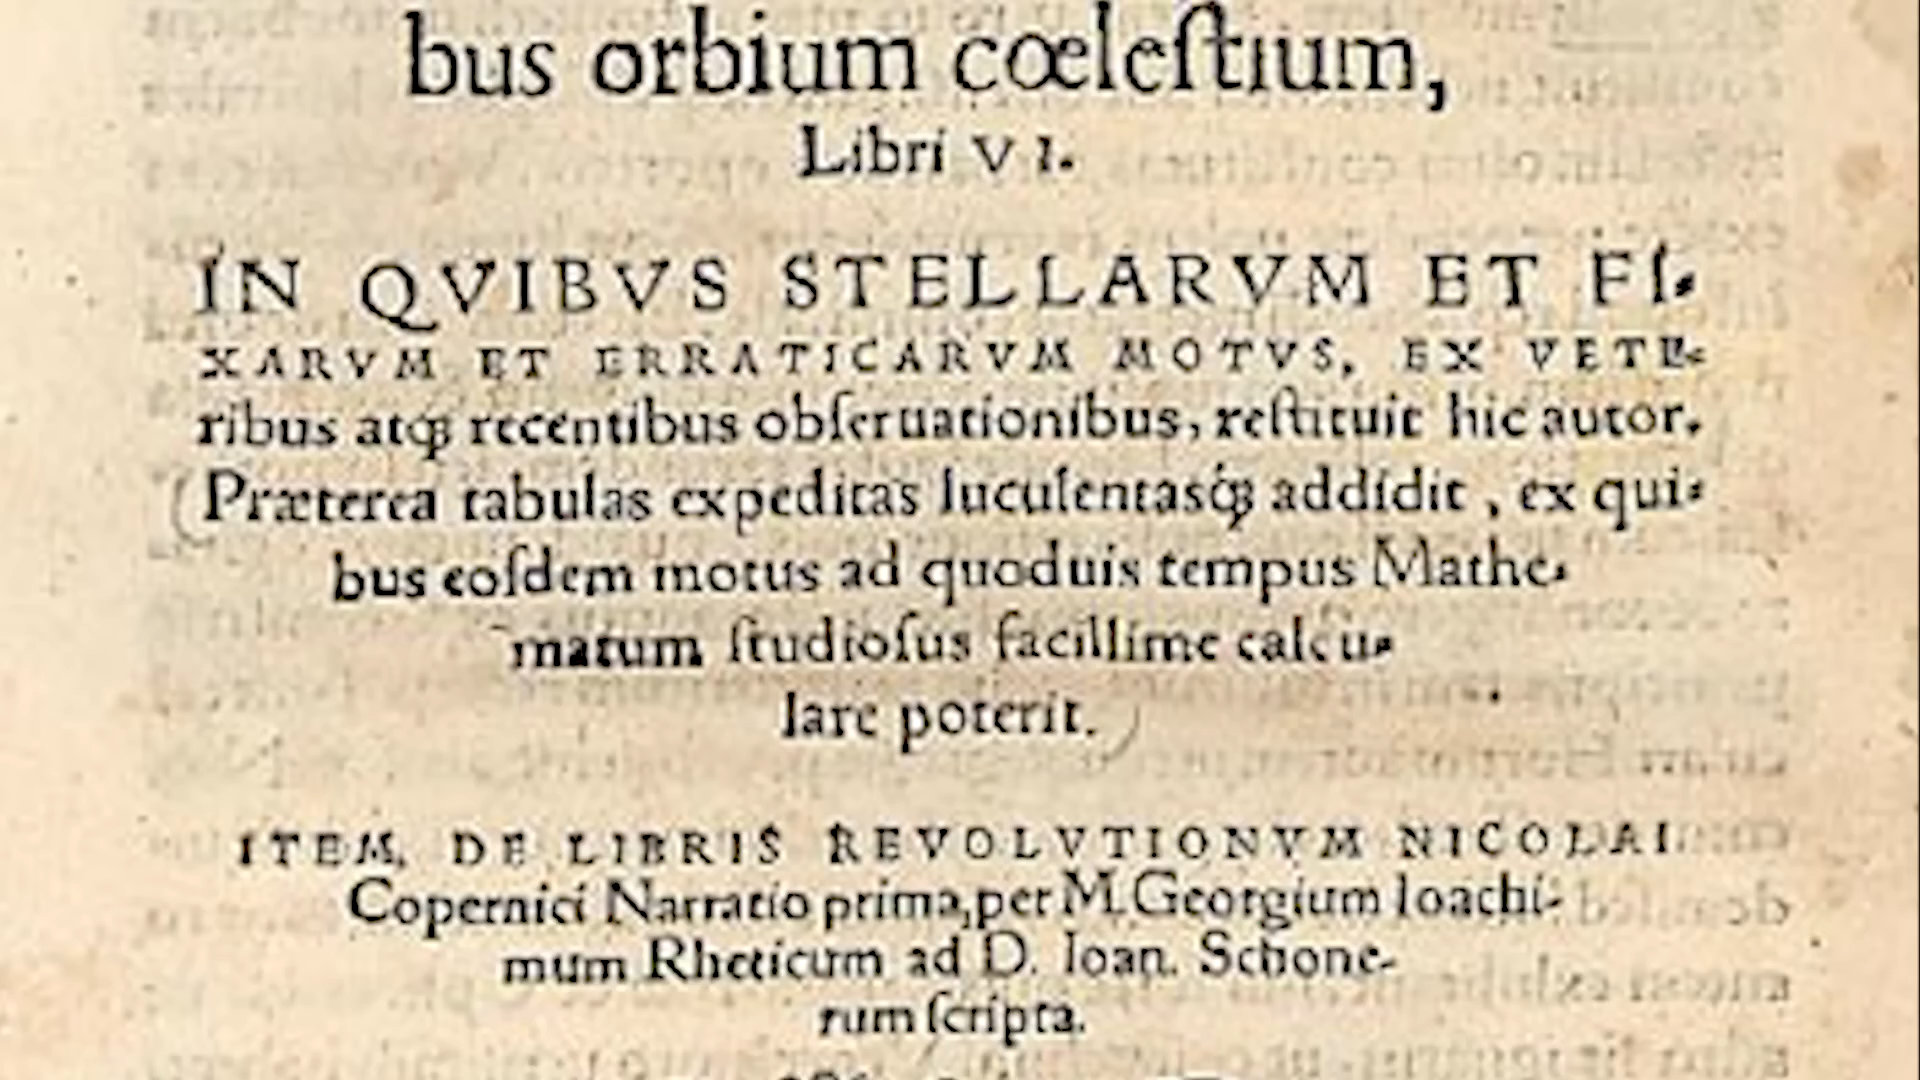 bus orbium cœleſtium,
Libri VI.
IN QVIBVS STELLARVM ET FI-
XARVM ET ERRATICARVM MOTVS, EX VETE-
ribus atqꝫ recentibus obſeruationibus, reſtituit hic autor.
Præterea tabulas expeditas luculentasqꝫ addidit, ex qui-
bus eoſdem motus ad quoduis tempus Mathe-
matum ſtudioſus facillime calcu-
lare poterit.
ITEM, DE LIBRIS REVOLVTIONVM NICOLAI
Copernici Narratio prima, per M. Georgium Ioachi-
mum Rheticum ad D. Ioan. Schone-
rum ſcripta.